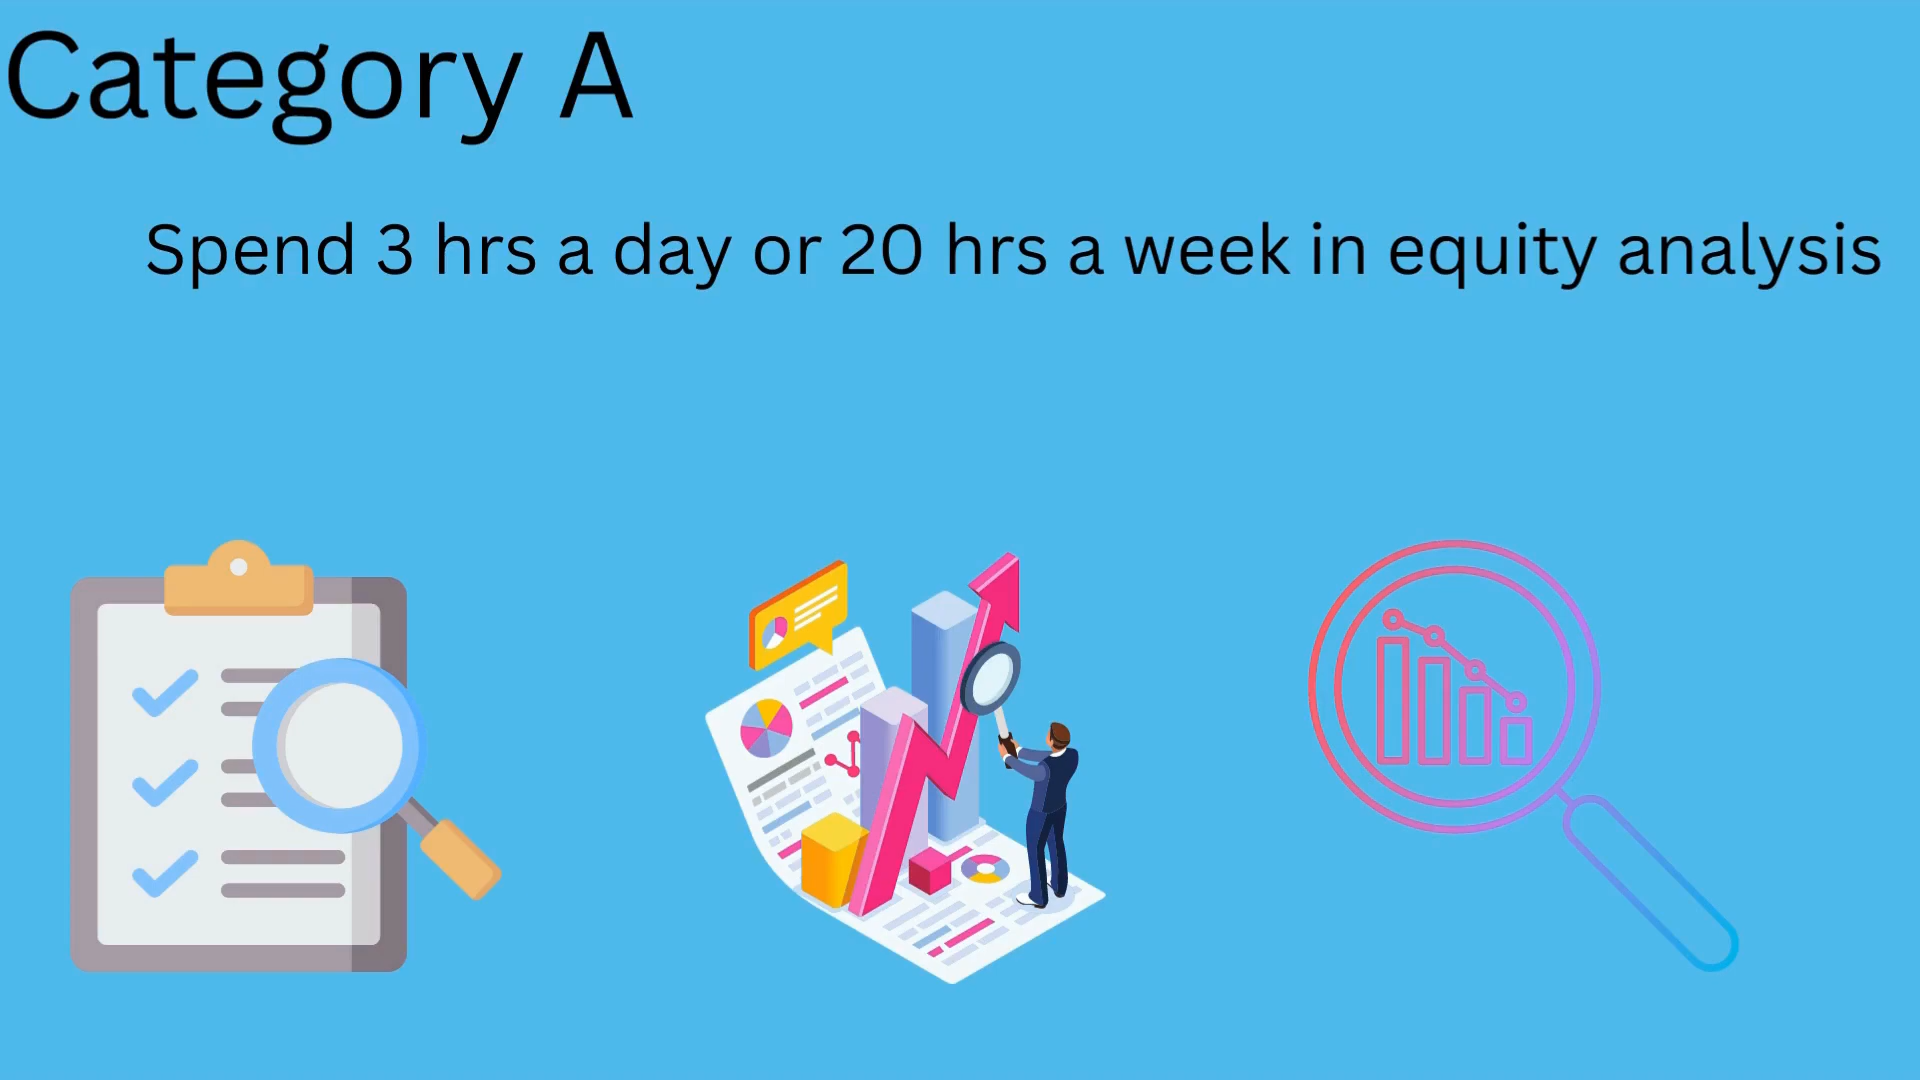 Category A
Spend 3 hrs a day or 20 hrs a week in equity analysis